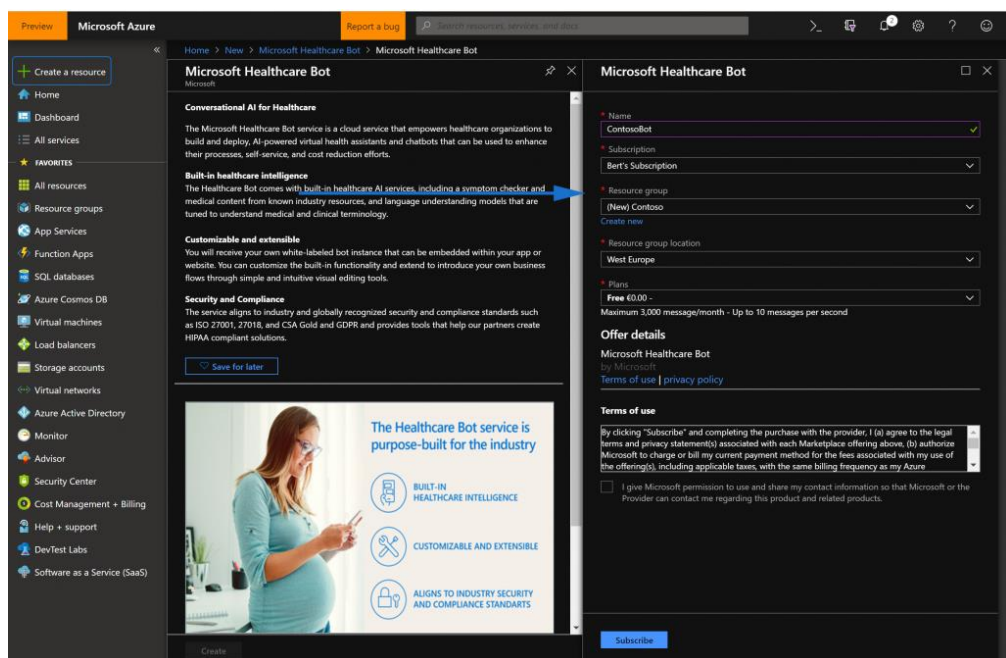 Preview
Microsoft Azure
Report a bug
Search resources, services, and docs
2
?
Create a resource
Home
Dashboard
All services
FAVORITES
All resources
Resource groups
App Services
Function Apps
SQL databases
Azure Cosmos DB
Virtual machines
Load balancers
Storage accounts
Virtual networks
Azure Active Directory
Monitor
Advisor
Security Center
Cost Management + Billing
Help + support
DevTest Labs
Software as a Service (SaaS)
Home > New > Microsoft Healthcare Bot > Microsoft Healthcare Bot
Microsoft Healthcare Bot
Microsoft
Conversational AI for Healthcare
The Microsoft Healthcare Bot service is a cloud service that empowers healthcare organizations to
build and deploy, AI-powered virtual health assistants and chatbots that can be used to enhance
their processes, self-service, and cost reduction efforts.
Built-in healthcare intelligence
The Healthcare Bot comes with built-in healthcare AI services, including a symptom checker and
medical content from known industry resources, and language understanding models that are
tuned to understand medical and clinical terminology.
Customizable and extensible
You will receive your own white-labeled bot instance that can be embedded within your app or
website. You can customize the built-in functionality and extend to introduce your own business
flows through simple and intuitive visual editing tools.
Security and Compliance
The service aligns to industry and globally recognized security and compliance standards such
as ISO 27001, 27018, and CSA Gold and GDPR and provides tools that help our partners create
HIPAA compliant solutions.
Save for later
The Healthcare Bot service is
purpose-built for the industry
BUILT-IN
HEALTHCARE INTELLIGENCE
CUSTOMIZABLE AND EXTENSIBLE
ALIGNS TO INDUSTRY SECURITY
AND COMPLIANCE STANDARTS
Create
Microsoft Healthcare Bot
* Name
ContosoBot
* Subscription
Bert's Subscription
* Resource group
(New) Contoso
Create new
* Resource group location
West Europe
* Plans
Free €0.00 -
Maximum 3,000 message/month - Up to 10 messages per second
Offer details
Microsoft Healthcare Bot
by Microsoft
Terms of use | privacy policy
Terms of use
By clicking "Subscribe" and completing the purchase with the provider, I (a) agree to the legal
terms and privacy statement(s) associated with each Marketplace offering above, (b) authorize
Microsoft to charge or bill my current payment method for the fees associated with my use of
the offering(s), including applicable taxes, with the same billing frequency as my Azure
I give Microsoft permission to use and share my contact information so that Microsoft or the
Provider can contact me regarding this product and related products.
Subscribe